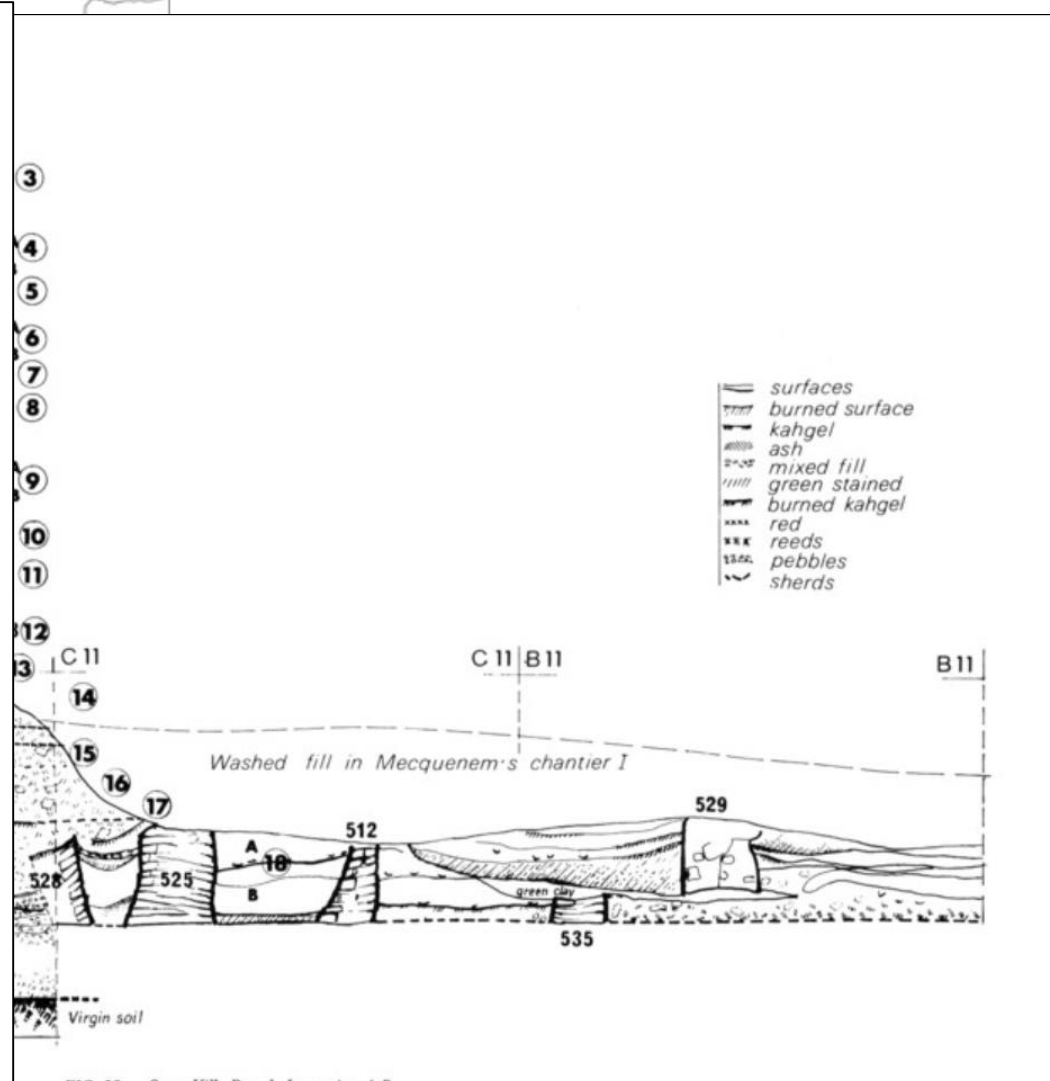 3
4
5
6
7
8
9
10
11
12
13
surfaces
burned surface
kahgel
ash
mixed fill
green stained
burned kahgel
red
reeds
pebbles
sherds
C 11
C 11 B 11
B 11
14
15
16
17
Washed fill in Mecquenem's chantier I
529
512
A
18
B
528
525
green clay
535
Virgin soil